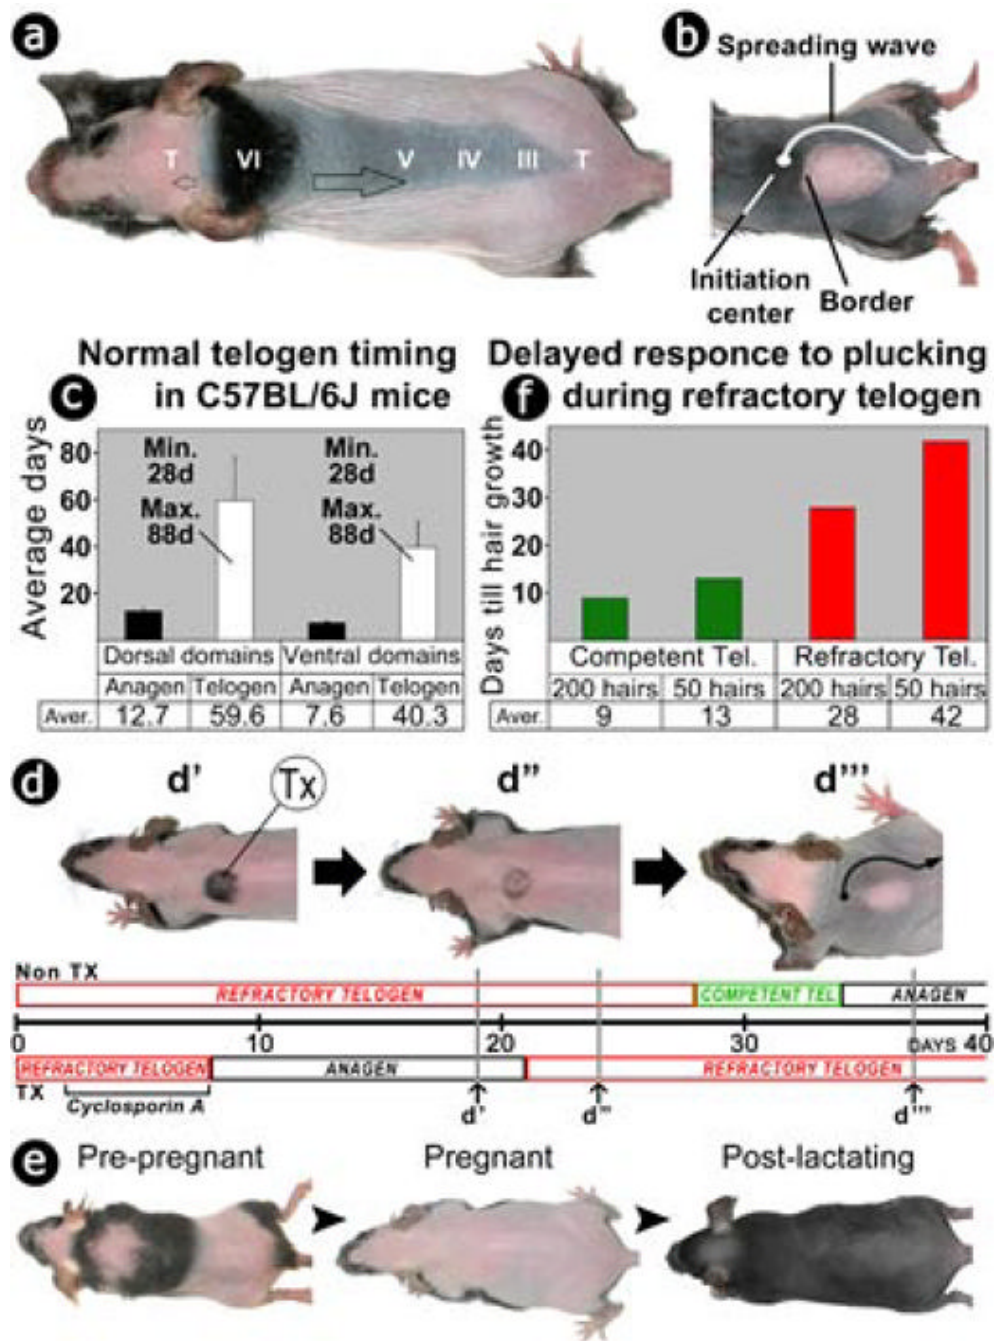 a
T
VI
V
IV
III
T
b
Spreading wave
Initiation
center
Border
Normal telogen timing
c in C57BL/6J mice
Average days
80
60
40
20
Min.
28d
Max.
88d
Min.
28d
Max.
88d
Dorsal domains Ventral domains
Anagen Telogen Anagen Telogen
Aver. 12.7 59.6 7.6 40.3
Delayed responce to plucking
f during refractory telogen
Days till hair growth
40
30
20
10
Competent Tel. Refractory Tel.
200 hairs 50 hairs 200 hairs 50 hairs
Aver. 9 13 28 42
d
d' d'' d'''
Tx
Non TX
REFRACTORY TELOGEN COMPETENT TEL ANAGEN
0 10 20 30 DAYS 40
REFRACTORY TELOGEN ANAGEN REFRACTORY TELOGEN
TX Cyclosporin A
d' d'' d'''
e
Pre-pregnant Pregnant Post-lactating